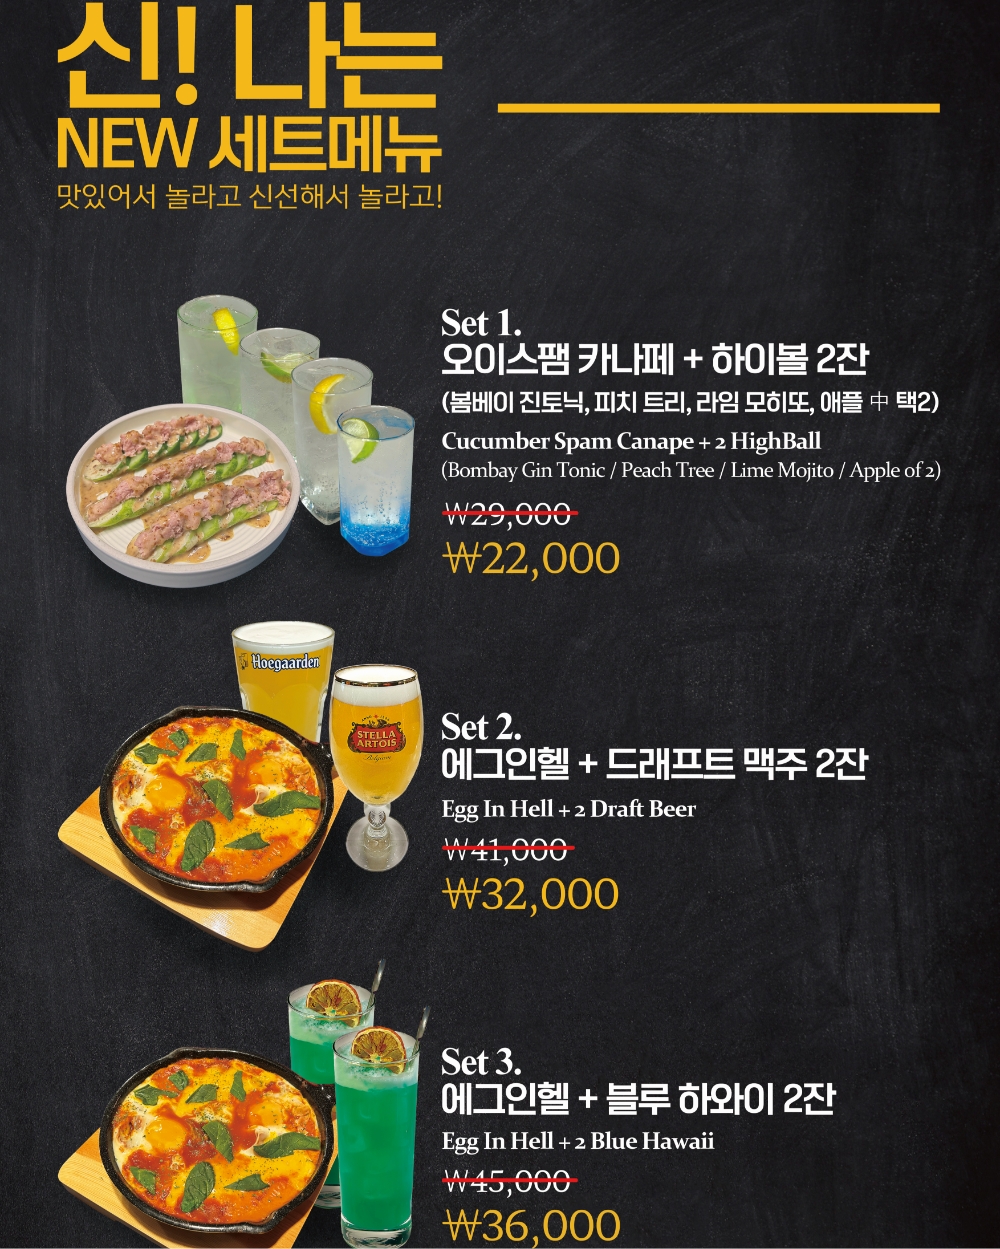 신! 나는
NEW 세트메뉴
맛있어서 놀라고 신선해서 놀라고!
Set 1.
오이스팸 카나페 + 하이볼 2잔
(봄베이 진토닉, 피치 트리, 라임 모히또, 애플 中 택2)
Cucumber Spam Canape + 2 HighBall
(Bombay Gin Tonic / Peach Tree / Lime Mojito / Apple of 2)
₩29,000
₩22,000
Hoegaarden
STELLA
ARTOIS
Belgium
Set 2.
에그인헬 + 드래프트 맥주 2잔
Egg In Hell + 2 Draft Beer
₩41,000
₩32,000
Set 3.
에그인헬 + 블루 하와이 2잔
Egg In Hell + 2 Blue Hawaii
₩45,000
₩36,000